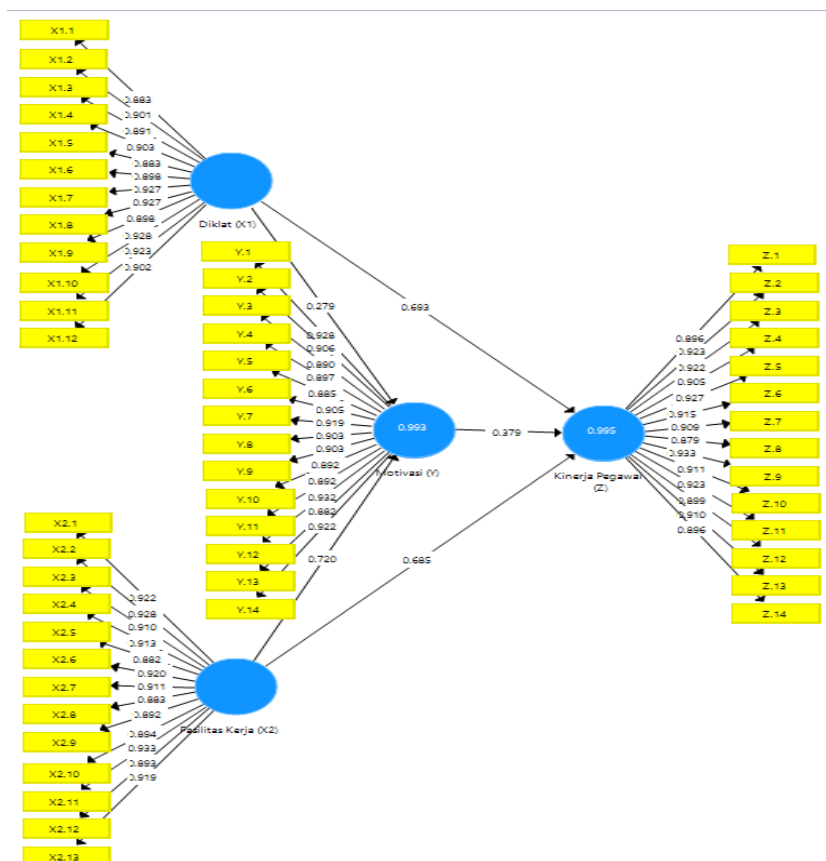 X1.1
X1.2
X1.3
X1.4
X1.5
X1.6
X1.7
X1.8
X1.9
X1.10
X1.11
X1.12
0.883
0.901
0.891
0.903
0.883
0.898
0.927
0.927
0.898
0.928
0.923
0.902
Diklat (X1)
0.279
0.693
Y.1
Y.2
Y.3
Y.4
Y.5
Y.6
Y.7
Y.8
Y.9
Y.10
Y.11
Y.12
Y.13
Y.14
0.928
0.906
0.890
0.897
0.885
0.905
0.919
0.903
0.903
0.892
0.892
0.932
0.882
0.922
0.993
Motivasi (Y)
0.379
0.995
Kinerja Pegawai
(Z)
0.896
0.923
0.922
0.905
0.927
0.915
0.909
0.879
0.933
0.911
0.923
0.899
0.910
0.896
Z.1
Z.2
Z.3
Z.4
Z.5
Z.6
Z.7
Z.8
Z.9
Z.10
Z.11
Z.12
Z.13
Z.14
0.720
0.685
X2.1
X2.2
X2.3
X2.4
X2.5
X2.6
X2.7
X2.8
X2.9
X2.10
X2.11
X2.12
X2.13
0.922
0.928
0.910
0.913
0.882
0.920
0.911
0.883
0.892
0.894
0.933
0.893
0.919
Fasilitas Kerja (X2)